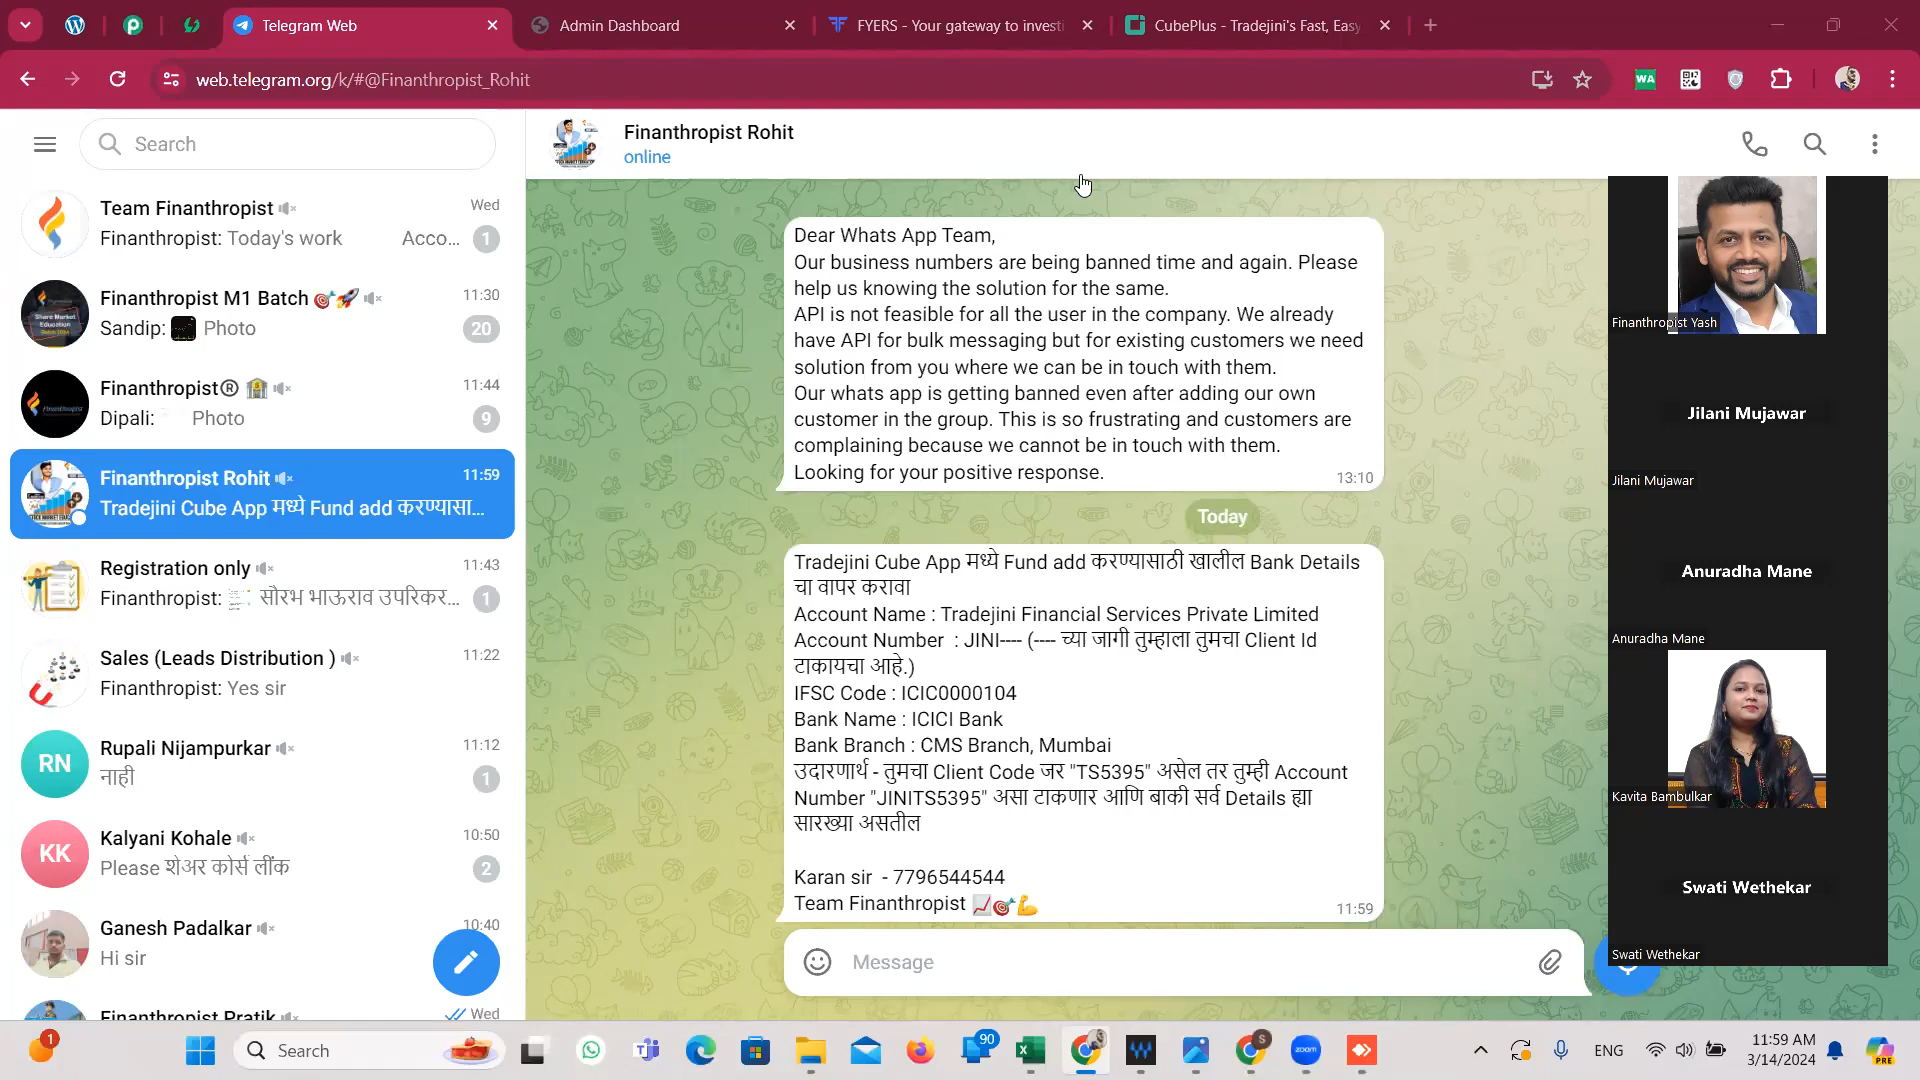 Telegram Web
Admin Dashboard
FYERS - Your gateway to investi
CubePlus - Tradejini's Fast, Easy
web.telegram.org/k/#@Finanthropist_Rohit
WA
Search
Team Finanthropist
Wed
Finanthropist: Today's work Acco...
1
Finanthropist M1 Batch 🎯🚀
11:30
Sandip: Photo
20
Finanthropist® 🏦
11:44
Dipali: Photo
9
Finanthropist Rohit
11:59
Tradejini Cube App मध्ये Fund add करण्यासा...
Registration only
11:43
Finanthropist: सौरभ भाऊराव उपरिकर...
1
Sales (Leads Distribution )
11:22
Finanthropist: Yes sir
RN
Rupali Nijampurkar
11:12
नाही
1
KK
Kalyani Kohale
10:50
Please शेअर कोर्स लींक
2
Ganesh Padalkar
10:40
Hi sir
Finanthropist Pratik
Wed
Finanthropist Rohit
online
Dear Whats App Team,
Our business numbers are being banned time and again. Please
help us knowing the solution for the same.
API is not feasible for all the user in the company. We already
have API for bulk messaging but for existing customers we need
solution from you where we can be in touch with them.
Our whats app is getting banned even after adding our own
customer in the group. This is so frustrating and customers are
complaining because we cannot be in touch with them.
Looking for your positive response.
13:10
Today
Tradejini Cube App मध्ये Fund add करण्यासाठी खालील Bank Details
चा वापर करावा
Account Name : Tradejini Financial Services Private Limited
Account Number  : JINI---- (---- च्या जागी तुम्हाला तुमचा Client Id
टाकायचा आहे.)
IFSC Code : ICIC0000104
Bank Name : ICICI Bank
Bank Branch : CMS Branch, Mumbai
उदारणार्थ - तुमचा Client Code जर "TS5395" असेल तर तुम्ही Account
Number "JINITS5395" असा टाकणार आणि बाकी सर्व Details ह्या
सारख्या असतील
Karan sir  - 7796544544
Team Finanthropist 📈🎯💪
11:59
Message
Finanthropist Yash
Jilani Mujawar
Jilani Mujawar
Anuradha Mane
Anuradha Mane
Kavita Bambulkar
Swati Wethekar
Swati Wethekar
1
Search
90
S
zoom
ENG
11:59 AM
3/14/2024
PRE